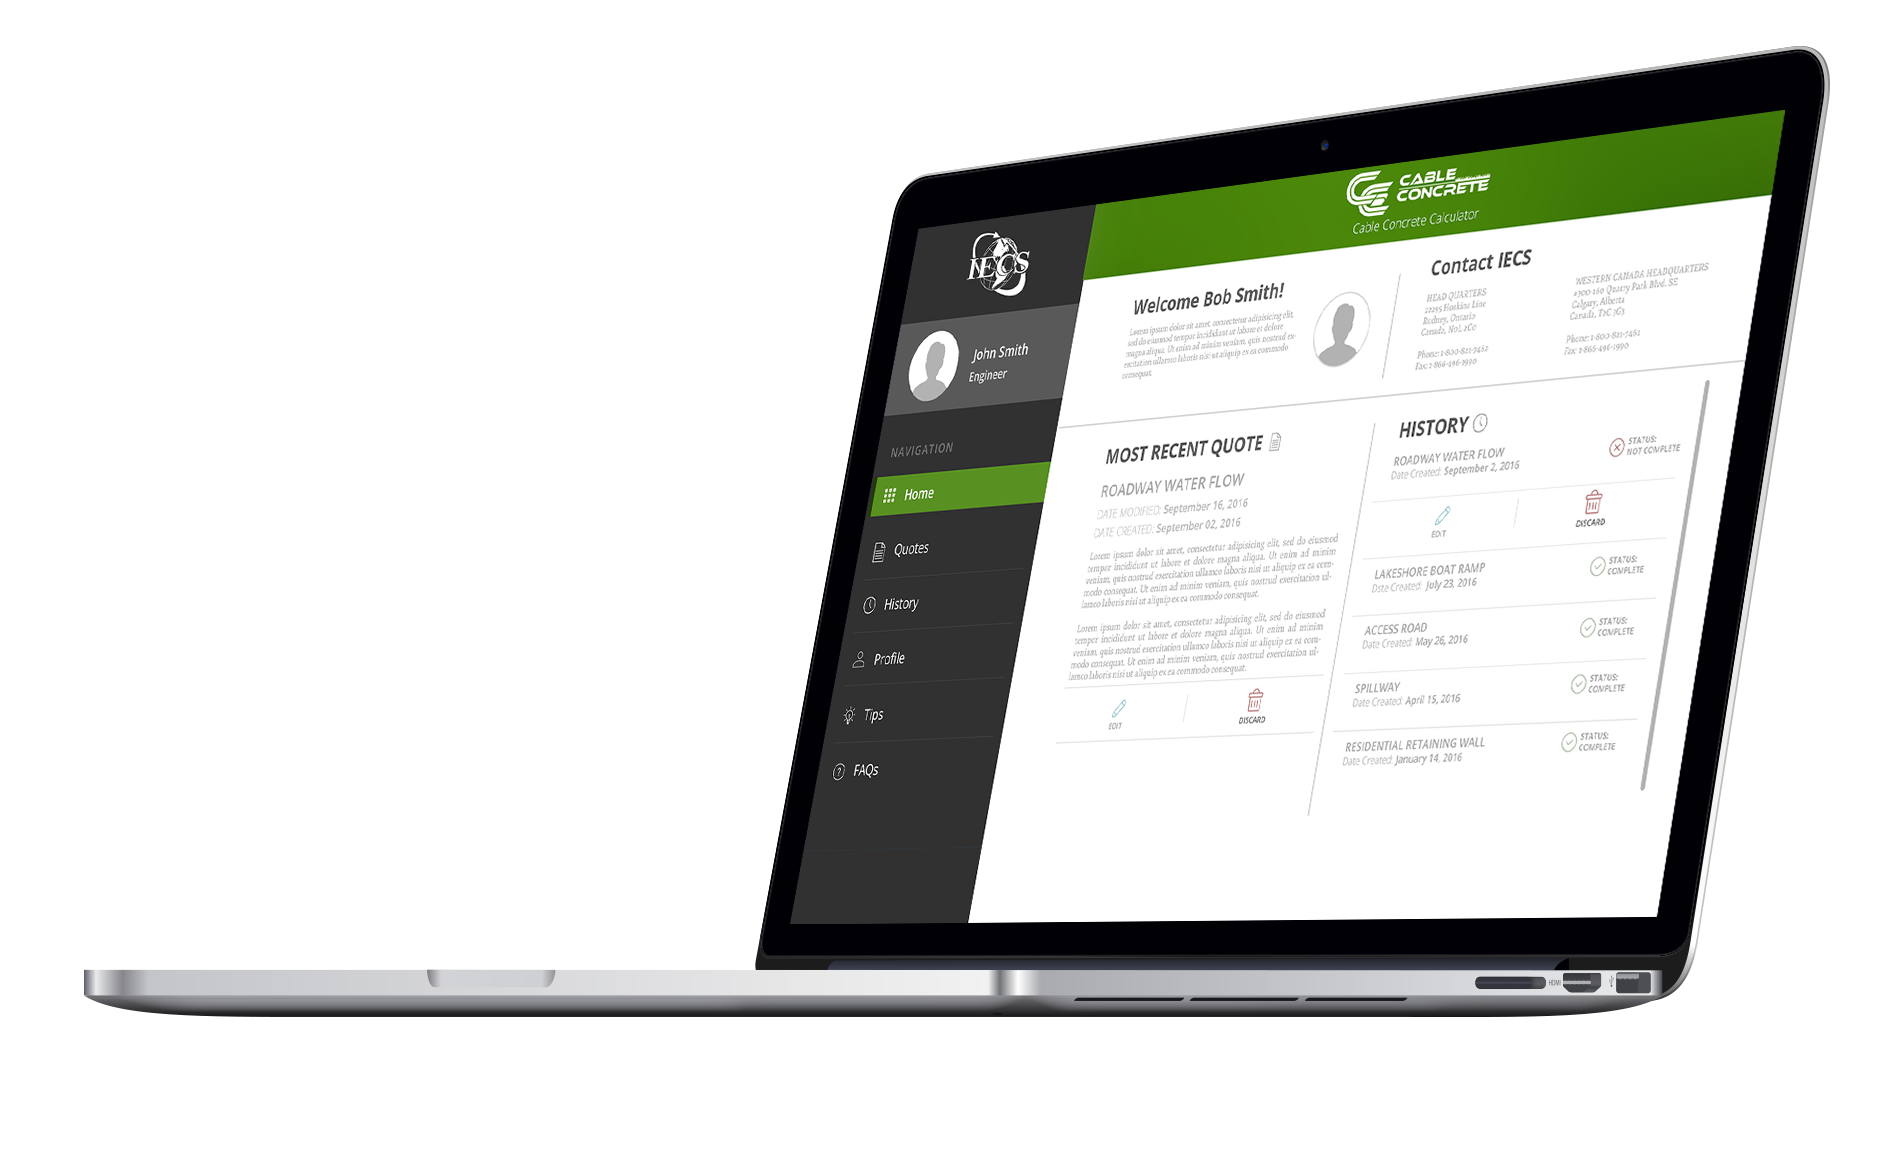 IECS
John Smith
Engineer
NAVIGATION
Home
Quotes
History
Profile
Tips
FAQs
CABLE
CONCRETE
Cable Concrete Calculator
Welcome Bob Smith!
Lorem ipsum dolor sit amet, consectetur adipisicing elit,
sed do eiusmod tempor incididunt ut labore et dolore
magna aliqua. Ut enim ad minim veniam, quis nostrud ex-
ercitation ullamco laboris nisi ut aliquip ex ea commodo
consequat.
Contact IECS
HEAD QUARTERS
22295 Hoskins Line
Rodney, Ontario
Canada, N0L 2C0
Phone: 1-800-821-7462
Fax: 1-866-496-1990
WESTERN CANADA HEADQUARTERS
#300-160 Quarry Park Blvd. SE
Calgary, Alberta
Canada, T2C 3G3
Phone: 1-800-821-7462
Fax: 1-866-496-1990
MOST RECENT QUOTE
ROADWAY WATER FLOW
DATE MODIFIED: September 16, 2016
DATE CREATED: September 02, 2016
Lorem ipsum dolor sit amet, consectetur adipisicing elit, sed do eiusmod
tempor incididunt ut labore et dolore magna aliqua. Ut enim ad minim
veniam, quis nostrud exercitation ullamco laboris nisi ut aliquip ex ea com-
modo consequat. Ut enim ad minim veniam, quis nostrud exercitation ul-
lamco laboris nisi ut aliquip ex ea commodo consequat.
Lorem ipsum dolor sit amet, consectetur adipisicing elit, sed do eiusmod
tempor incididunt ut labore et dolore magna aliqua. Ut enim ad minim
veniam, quis nostrud exercitation ullamco laboris nisi ut aliquip ex ea com-
modo consequat. Ut enim ad minim veniam, quis nostrud exercitation ul-
lamco laboris nisi ut aliquip ex ea commodo consequat.
EDIT
DISCARD
HISTORY
ROADWAY WATER FLOW
Date Created: September 2, 2016
STATUS:
NOT COMPLETE
EDIT
DISCARD
LAKESHORE BOAT RAMP
Date Created: July 23, 2016
STATUS:
COMPLETE
ACCESS ROAD
Date Created: May 26, 2016
STATUS:
COMPLETE
SPILLWAY
Date Created: April 15, 2016
STATUS:
COMPLETE
RESIDENTIAL RETAINING WALL
Date Created: January 14, 2016
STATUS:
COMPLETE
HDMI